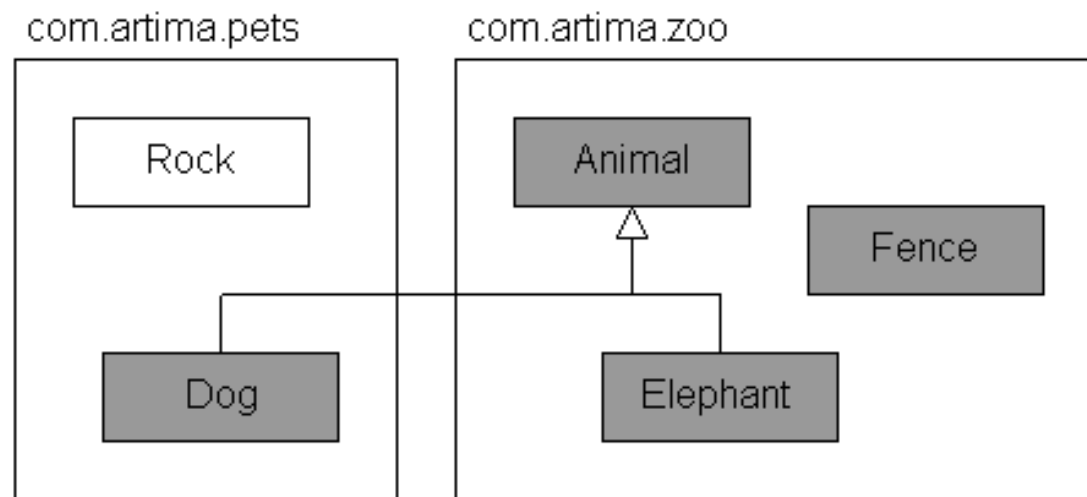 com.artima.pets
com.artima.zoo
Rock
Animal
Fence
Dog
Elephant